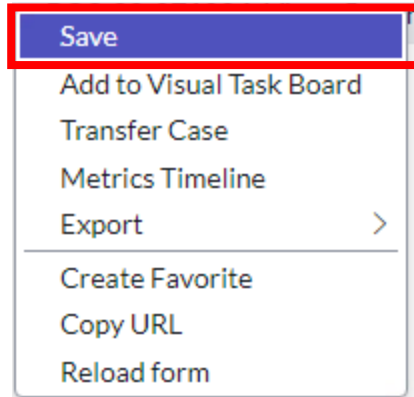 Save
Add to Visual Task Board
Transfer Case
Metrics Timeline
Export
Create Favorite
Copy URL
Reload form